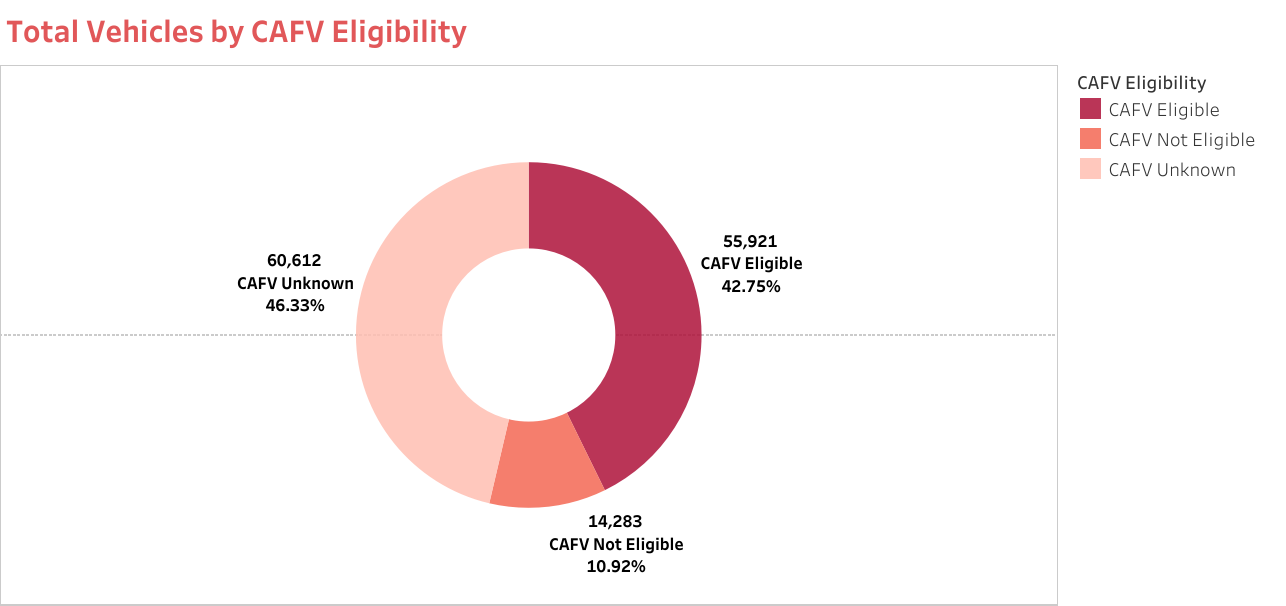 Total Vehicles by CAFV Eligibility
CAFV Eligibility
CAFV Eligible
CAFV Not Eligible
CAFV Unknown
55,921
CAFV Eligible
42.75%
60,612
CAFV Unknown
46.33%
14,283
CAFV Not Eligible
10.92%